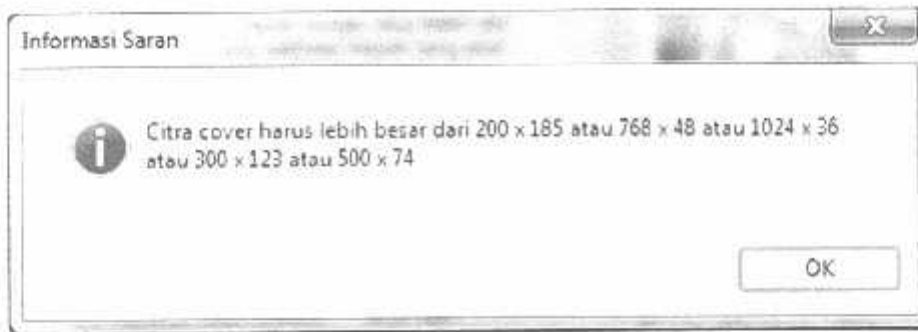 Informasi Saran
Citra cover harus lebih besar dari 200 x 185 atau 768 x 48 atau 1024 x 36
atau 300 x 123 atau 500 x 74
OK